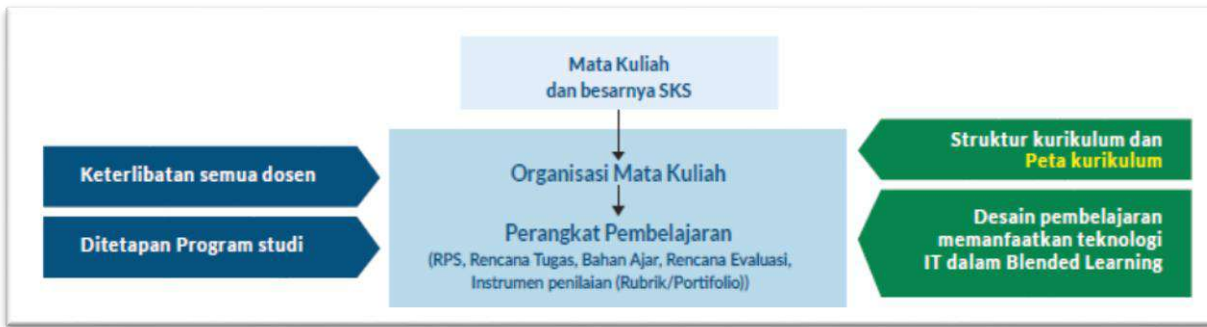 Mata Kuliah
dan besarnya SKS
Keterlibatan semua dosen
Ditetapan Program studi
Organisasi Mata Kuliah
Perangkat Pembelajaran
(RPS, Rencana Tugas, Bahan Ajar, Rencana Evaluasi,
Instrumen penilaian (Rubrik/Portifolio))
Struktur kurikulum dan
Peta kurikulum
Desain pembelajaran
memanfaatkan teknologi
IT dalam Blended Learning